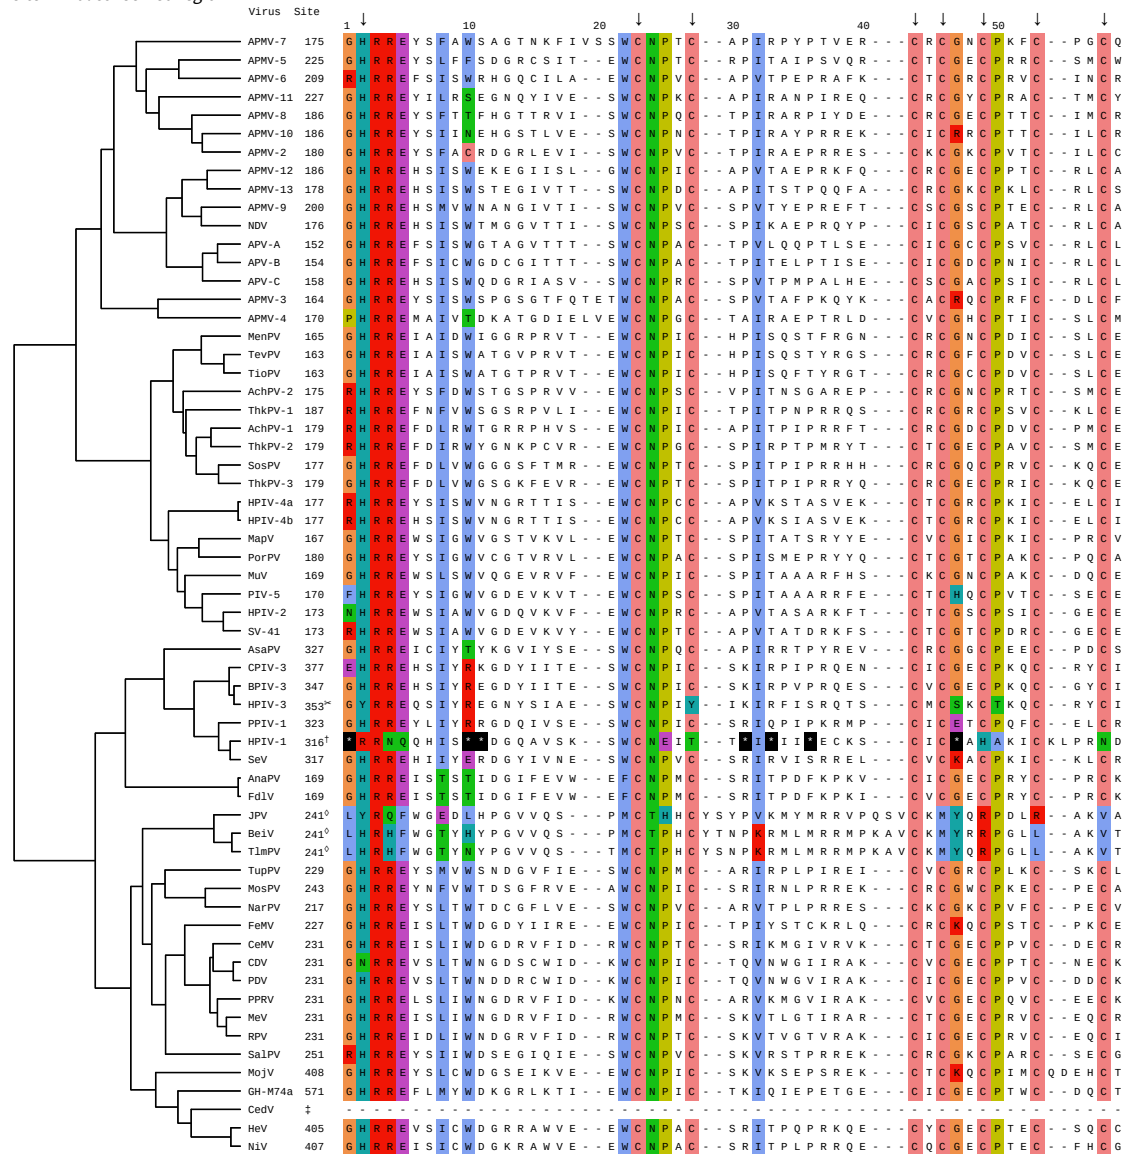 Virus Site
1 10 20 30 40 50
APMV-7 175 G H R R E Y S F A W S A G T N K F I V S S W C N P T C - - A P I R P Y P T V E R - - - C R C G N C P K F C - - P G C Q
APMV-5 225 G H R R E Y S L F F S D G R C S I T - - E W C N P T C - - A P I T A I P S V Q R - - - C T C G E C P R R C - - S M C W
APMV-6 209 R H R R E Y S I S W R H G Q C I L A - - E W C N P V C - - A P V T P E P R A F K - - - C T C G R C P V T C - - I N C R
APMV-11 227 G H R R E Y I L R S E G N Q Y I V E - - S W C N P K C - - A P I R A N P I R E Q - - - C R C G Y C P R A C - - T M C Y
APMV-8 186 G H R R E Y S F T T F H G T T R V I - - S W C N P Q C - - T P I R A R P I Y D E - - - C R C G E C P T T C - - I M C R
APMV-10 186 G H R R E Y S I I N E H G S T L V E - - S W C N P N C - - T P I R A Y P R R E K - - - C I C R R C P T T C - - I L C R
APMV-2 180 G H R R E Y S F A C R D G R L E V I - - S W C N P V C - - T P I R A E P R R E S - - - C K C G K C P V T C - - I L C C
APMV-12 186 G H R R E H S I S W E K E G I I S L - - G W C N P I C - - A P V T A E P R K F Q - - - C R C G E C P P T C - - R L C A
APMV-13 178 G H R R E H S I S W S T E G I V T T - - S W C N P D C - - A P I T S T P Q Q F A - - - C R C G K C P K L C - - R L C S
APMV-9 200 G H R R E H S M V W N A N G I V T I - - S W C N P V C - - S P V T Y E P R E F T - - - C S C G S C P T E C - - R L C A
NDV 176 G H R R E H S I S W T M G G V T T I - - S W C N P S C - - S P I K A E P R Q Y P - - - C I C G N C P A T C - - R L C A
APV-A 152 G H R R E F S I S W G T A G V T T T - - S W C N P A C - - T P V L Q Q P T L S E - - - C I C G C C P S V C - - R L C L
APV-B 154 G H R R E F S I C W G D C G I T T T - - S W C N P A C - - T P I T E L P T I S E - - - C I C G D C P N I C - - R L C L
APV-C 158 G H R R E H S I S W Q D G R I A S V - - S W C N P R C - - S P V T P M P A L H E - - - C S C G A C P S I C - - D L C L
APMV-3 164 G H R R E Y S I S W S P G S G T F Q T E T W C N P A C - - S P V T A F P K Q Y K - - - C A C R Q C P R F C - - D L C F
APMV-4 170 P H R R E M A I V T D K A T G D I E L V E W C N P G C - - T A I R A E P T R L D - - - C V C G H C P T I C - - S L C M
MenPV 165 G H R R E I A I D W I G G R P V R T - - E W C N P I C - - H P I S Q S T F R G N - - - C R C G N C P D I C - - S L C E
TevPV 163 G H R R E I A I S W A T G V P R V T - - E W C N P I C - - H P I S Q S T Y R G S - - - C R C G F C P D V C - - S L C E
TioPV 163 G H R R E I A I S W A T G T P R V T - - E W C N P I C - - H P I S Q F T Y R G T - - - C R C G C C P D V C - - S L C E
AchPV-2 175 R H R R E Y S F D W S T G S P R V V - - E W C N P S C - - V P I T N S G A R E P - - - C R C G N C P R T C - - S M C E
ThkPV-1 187 R H R R E F N F V W S G S R P V L I - - E W C N P I C - - T P I T P N P R R Q S - - - C R C G R C P S V C - - K L C E
AchPV-1 179 R H R R E F D L R W T G R R P H V S - - E W C N P I C - - A P I T P I P R R F T - - - C R C G D C P D V C - - P M C E
ThkPV-2 179 R H R R E F D I R W Y G N K P C V R - - E W C N P G C - - S P I R P T P M R Y T - - - C T C G E C P A V C - - S M C E
SosPV 177 G H R R E F D L V W G G G S F T M R - - E W C N P T C - - S P I T P I P R R H H - - - C R C G Q C P R V C - - K Q C E
ThkPV-3 179 G H R R E F D L V W G S G K F E V R - - E W C N P T C - - S P I T P I P R R Y Q - - - C R C G E C P R I C - - K Q C E
HPIV-4a 177 R H R R E Y S I S W V N G R T T I S - - E W C N P C C - - A P V K S T A S V E K - - - C T C G R C P K I C - - E L C I
HPIV-4b 177 R H R R E H S I S W V N G R T T I S - - E W C N P C C - - A P V K S I A S V E K - - - C T C G R C P K I C - - E L C I
MapV 167 G H R R E W S I G W V G S T V K V L - - E W C N P T C - - S P I T A T S R Y Y E - - - C V C G T C P K I C - - P R C V
PorPV 180 G H R R E Y S I G W V C G T V R V L - - E W C N P A C - - S P I S M E P R Y Y Q - - - C T C G T C P A K C - - P Q C A
MuV 169 G H R R E W S L S W V Q G E V R V F - - E W C N P I C - - S P I T A A A R F H S - - - C K C G N C P A K C - - D Q C E
PIV-5 170 F H R R E Y S I G W V G D E V K V T - - E W C N P S C - - S P I T A A A R R F E - - - C T C H Q C P V T C - - S E C E
HPIV-2 173 N H R R E W S I A W V G D Q V K V F - - E W C N P R C - - A P V T A S A R K F T - - - C T C G S C P S I C - - G E C E
SV-41 173 R H R R E W S I A W V G D E V K V Y - - E W C N P T C - - A P V T A T D R K F S - - - C T C G T C P D R C - - G E C E
AsaPV 327 G H R R E I C I Y T Y K G V I Y S E - - S W C N P Q C - - A P I R R T P Y R E V - - - C R C G G C P E E C - - P D C S
CPIV-3 377 E H R R E H S I Y R K G D Y I I T E - - S W C N P I C - - S K I R P I P R Q E N - - - C I C G E C P K Q C - - R Y C I
BPIV-3 347 G H R R E H S I Y R E G D Y I I T E - - S W C N P I C - - S K I R P V P R Q E S - - - C V C G E C P K Q C - - G Y C I
HPIV-3 353✂ G Y R R E Q S I Y R E G N Y S I A E - - S W C N P I Y - - I K I R F I S R Q T S - - - C M C S K C T K Q C - - P V C I
PPIV-1 323 G H R R E Y L I Y R R G D Q I V S E - - S W C N P I C - - S R I Q P I P K R M P - - - C I C E T C P Q F C - - E L C R
HPIV-1 316† * R R N Q Q H I S * * D G Q A V S K - - S W C N E I T - - * I * I I * E C K S - - - C I C * A H A K I C K L P R N D
SeV 317 G H R R E H I I Y E R D G Y I V N E - - S W C N P V C - - S R I R V I S R R E L - - - C V C K A C P K I C - - K L C R
AnaPV 169 G H R R E I S T S T I D G I F E V W - - E F C N P M C - - S R I T P D F K P K V - - - C I C G E C P R Y C - - P R C K
FdlV 169 G H R R E I S T S T I D G I F E V W - - E F C N P M C - - S R I T P D F K P K I - - - C V C G E C P R Y C - - P R C K
JPV 241◊ L Y R Q F W G E D L H P G V V Q S - - P M C T H H C Y S Y V M Y M R R V P Q S V C K M Y R R P D L R - - A K V A
BeiV 241◊ L H R H F W G T Y H Y P G V V Q S - - P M C T P H C Y T N P K R M L M R R M P K A V C K M Y R R P G L L - - A K V T
TlmPV 241◊ L H R H F W G T Y N Y P G V V Q S - - T M C T P H C Y S N P K R M L M R R M P K A V C K M Y Q R P G L L - - A K V T
TupPV 229 G H R R E Y S M V W S N D G V F I E - - S W C N P M C - - A R I R P L P I R E I - - - C V C G R C P L K C - - S K C L
MosPV 243 G H R R E Y N F V W T D S G F R V E - - A W C N P I C - - S R I R N L P R R E K - - - C R C G W C P K E C - - P E C A
NarPV 217 G H R R E Y S L T W T D C G F L V E - - S W C N P V C - - A R V T P L P R R E S - - - C K C G K C P V F C - - P E C V
FeMV 227 G H R R E I S L T W D G D Y I I R E - - S W C N P V C - - T P I Y S T C K R L Q - - - C R C K Q C P S T C - - P K C E
CeMV 231 G H R R E Y S L I W D G D R V F I D - - R W C N P T C - - S R I K M G I V R V K - - - C T C G E C P P V C - - D E C R
CDV 231 G N R R E V S L T W N G D S C W I D - - K W C N P I C - - T Q V N W G I I R A K - - - C V C G E C P P T C - - N E C K
PDV 231 G H R R E V S L T W N D D R C W I D - - K W C N P I C - - T Q V N W G V I R A K - - - C T C G E C P P V C - - D D C K
PPRV 231 G H R R E L S L I W N G D R V F I D - - K W C N P N C - - A R V K M G V I R A K - - - C V C G E C P Q V C - - E E C K
MeV 231 G H R R E I S L I W N G D R V F I D - - R W C N P M C - - S K V T L G T I R A R - - - C T C G E C P R V C - - E Q C R
RPV 231 G H R R E I D L I W N G D R V F I D - - R W C N P T C - - S K V T V G T V R A K - - - C I C G E C P R V C - - E Q C I
SalPV 251 R H R R E Y S I I W D S E G I Q I E - - S W C N P V C - - S K V R S T P R R E K - - - C R C G K C P A R C - - S E C G
MojV 408 G H R R E Y S L C W D G S E I K V E - - S W C N P I C - - S K V K S E P S R E K - - - C T C K Q C P I M C Q D E H C T
GH-M74a 571 G H R R E F L M Y W D K G R L K T I - - E W C N P I C - - T K I Q I E P E T G E - - - C I C G E C P T W C - - D Q C T
CedV ‡ - - - - - - - - - - - - - - - - - - - - - - - - - - - - - - - - - - - - - - - - - - - - - - - - - - - - - - - - - - -
HeV 405 G H R R E V S I C W D G R R A W V E - - E W C N P A C - - S R I T P Q P R K Q E - - - C Y C G E C P T E C - - S Q C C
NiV 407 G H R R E I S I C W D G K R A W V E - - E W C N P A C - - S R I T P L P R R Q E - - - C Q C G E C P T E C - - F H C G